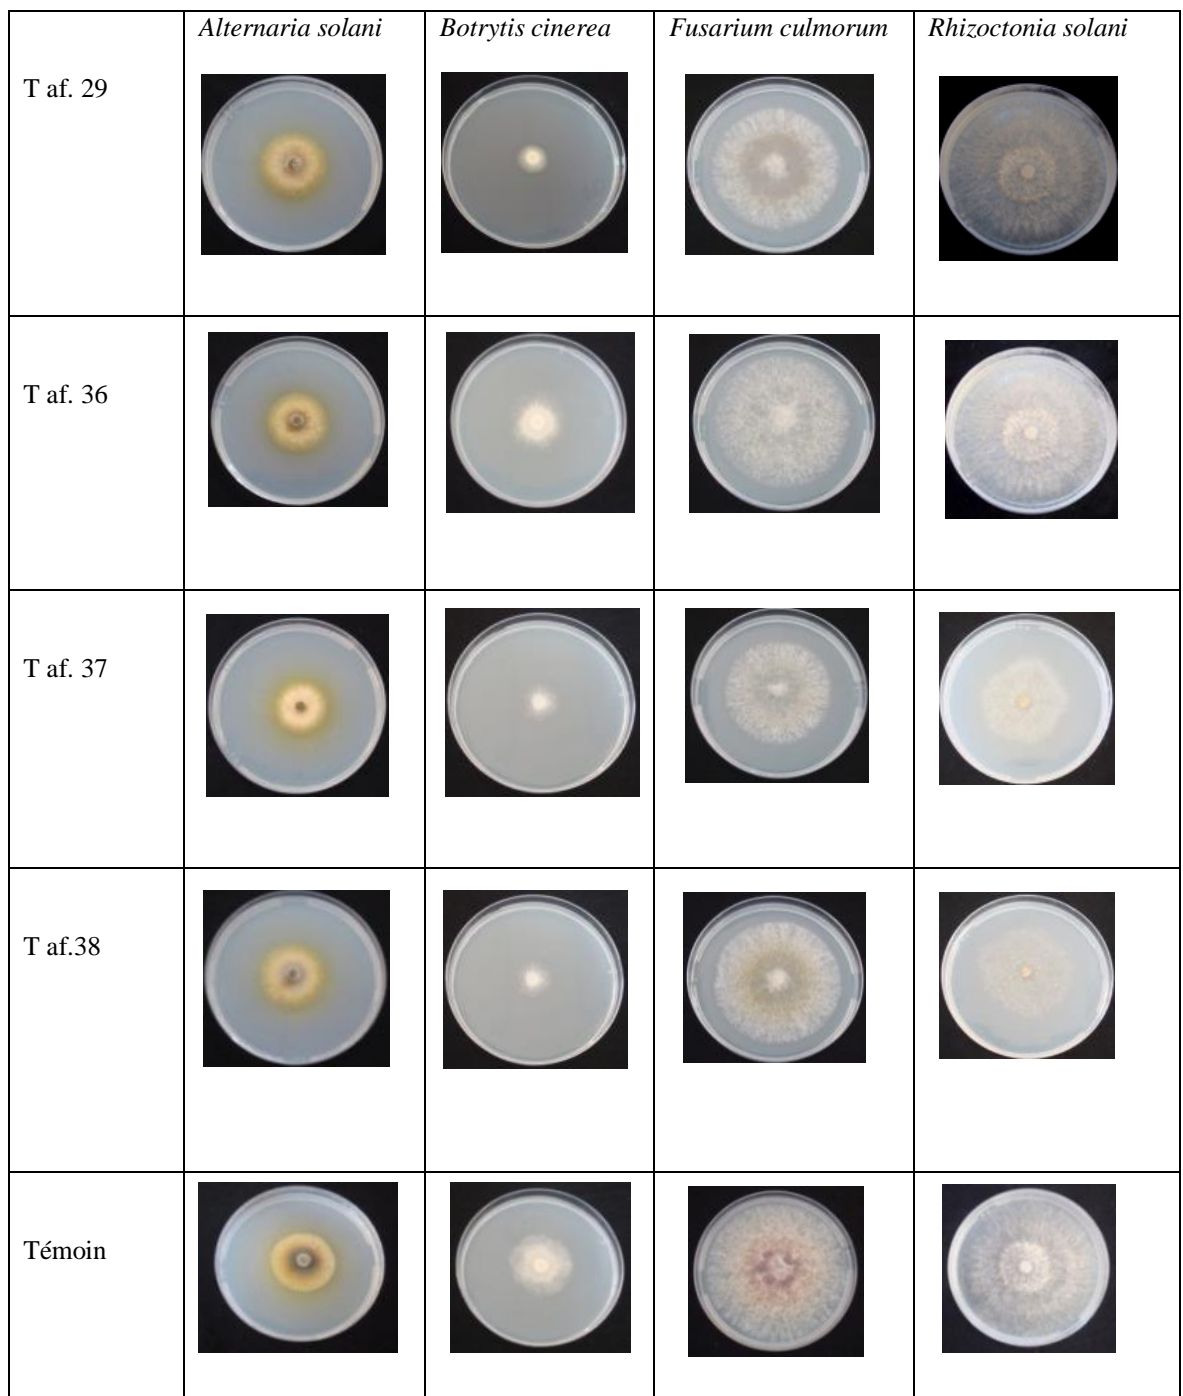 Alternaria solani Botrytis cinerea Fusarium culmorum Rhizoctonia solani
T af. 29
T af. 36
T af. 37
T af.38
Témoin